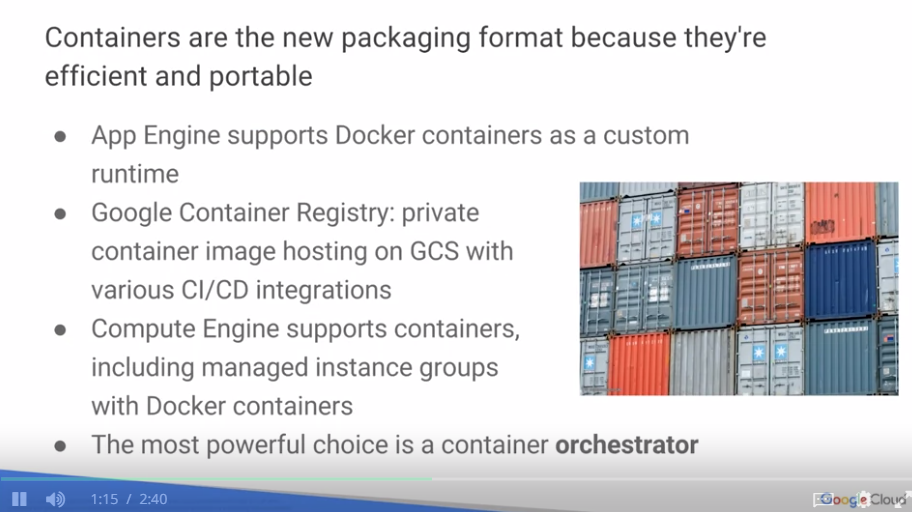 Containers are the new packaging format because they're
efficient and portable
● App Engine supports Docker containers as a custom
runtime
● Google Container Registry: private
container image hosting on GCS with
various CI/CD integrations
● Compute Engine supports containers,
including managed instance groups
with Docker containers
● The most powerful choice is a container orchestrator
1:15 / 2:40
Google Cloud